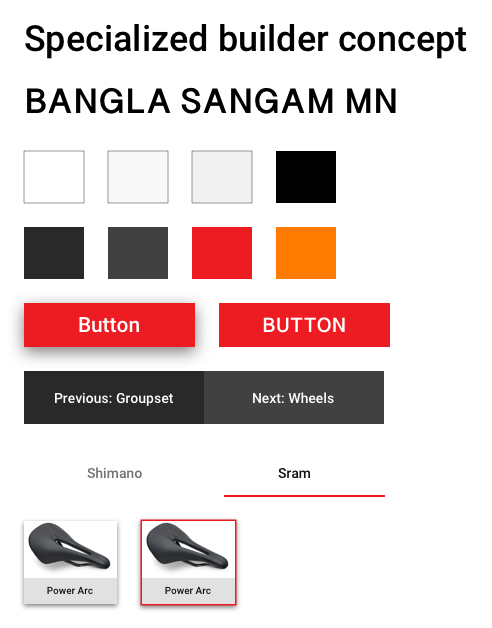 Specialized builder concept
BANGLA SANGAM MN
Button
BUTTON
Previous: Groupset
Next: Wheels
Shimano
Sram
Power Arc
Power Arc